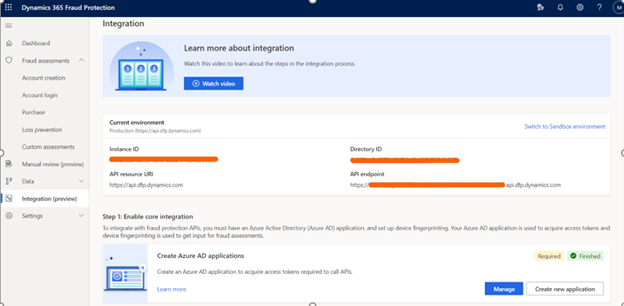 Dynamics 365 Fraud Protection
M
Integration
Dashboard
Fraud assessments
Account creation
Account login
Purchase
Loss prevention
Custom assessments
Manual review (preview)
Data
Integration (preview)
Settings
Learn more about integration
Watch this video to learn about the steps in the integration process.
Watch video
1 2 3
Current environment
Production (https://api.dfp.dynamics.com)
Switch to Sandbox environment
Instance ID
Directory ID
API resource URI
API endpoint
https://api.dfp.dynamics.com
https:// api.dfp.dynamics.com
Step 1: Enable core integration
To integrate with fraud protection APIs, you must have an Azure Active Directory (Azure AD) application, and set up device fingerprinting. Your Azure AD application is used to acquire access tokens and
device fingerprinting is used to get input for fraud assessments.
Create Azure AD applications
Required
Finished
Create an Azure AD application to acquire access tokens required to call APIs.
Learn more
Manage
Create new application